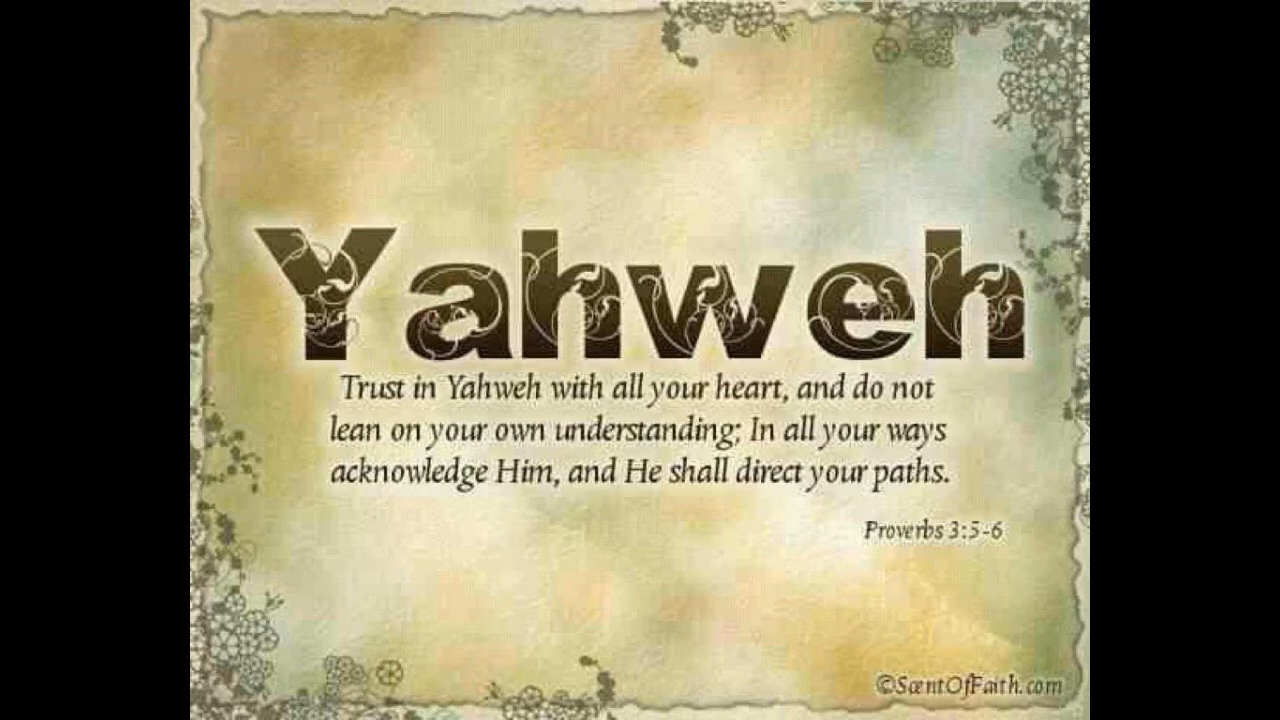 Yahweh
Trust in Yahweh with all your heart, and do not
lean on your own understanding; In all your ways
acknowledge Him, and He shall direct your paths.
Proverbs 3:5-6
©ScentOfFaith.com